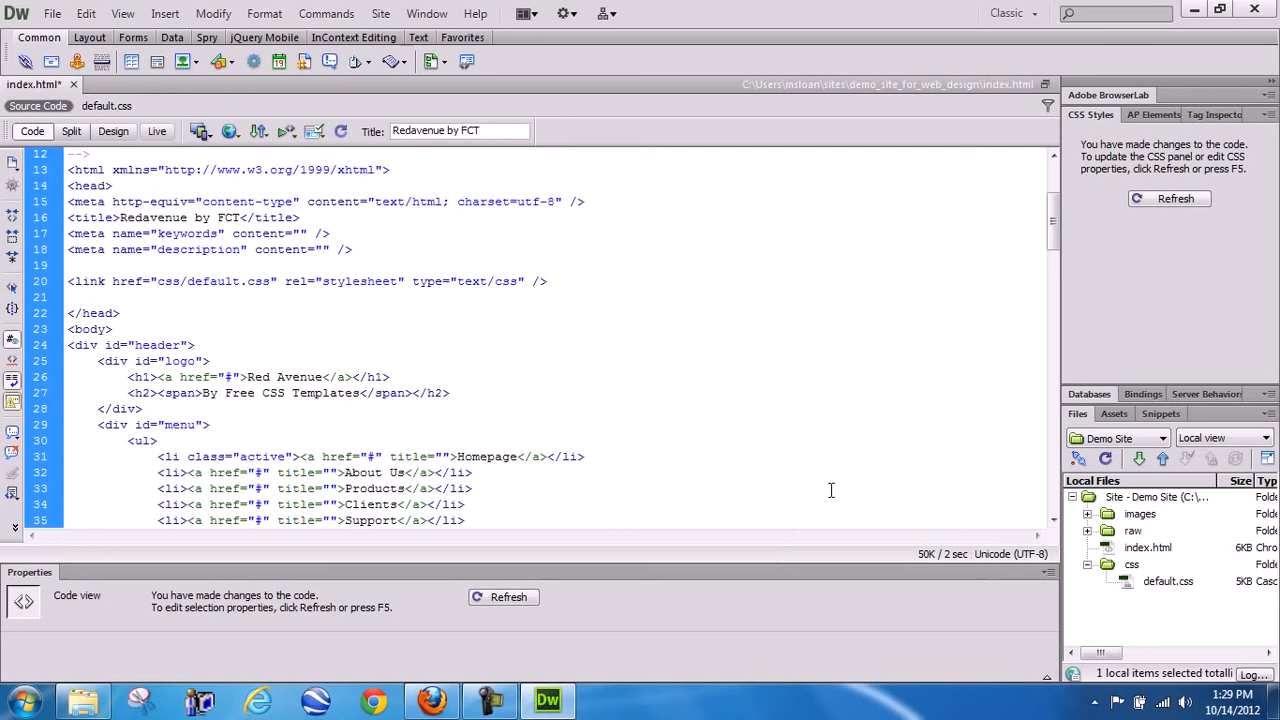 Dw File Edit View Insert Modify Format Commands Site Window Help Classic
Common Layout Forms Data Spry jQuery Mobile InContext Editing Text Favorites
index.html* C:\Users\msloan\sites\demo_site_for_web_design\index.html
Source Code default.css
Code Split Design Live Title: Redavenue by FCT
12 -->
13 <html xmlns="http://www.w3.org/1999/xhtml">
14 <head>
15 <meta http-equiv="content-type" content="text/html; charset=utf-8" />
16 <title>Redavenue by FCT</title>
17 <meta name="keywords" content="" />
18 <meta name="description" content="" />
19
20 <link href="css/default.css" rel="stylesheet" type="text/css" />
21
22 </head>
23 <body>
24 <div id="header">
25 <div id="logo">
26 <h1><a href="#">Red Avenue</a></h1>
27 <h2><span>By Free CSS Templates</span></h2>
28 </div>
29 <div id="menu">
30 <ul>
31 <li class="active"><a href="#" title="">Homepage</a></li>
32 <li><a href="#" title="">About Us</a></li>
33 <li><a href="#" title="">Products</a></li>
34 <li><a href="#" title="">Clients</a></li>
35 <li><a href="#" title="">Support</a></li>
50K / 2 sec Unicode (UTF-8)
Properties
Code view
You have made changes to the code.
To edit selection properties, click Refresh or press F5.
Refresh
Adobe BrowserLab
CSS Styles AP Elements Tag Inspecto
You have made changes to the code.
To update the CSS panel or edit CSS
properties, click Refresh or press F5.
Refresh
Databases Bindings Server Behavior
Files Assets Snippets
Demo Site Local view
Local Files Size Typ
Site - Demo Site (C:\... Folde
images Folde
raw Folde
index.html 6KB Chro
css Folde
default.css 5KB Casc
1 local items selected totalli Log...
Dw
1:29 PM
10/14/2012